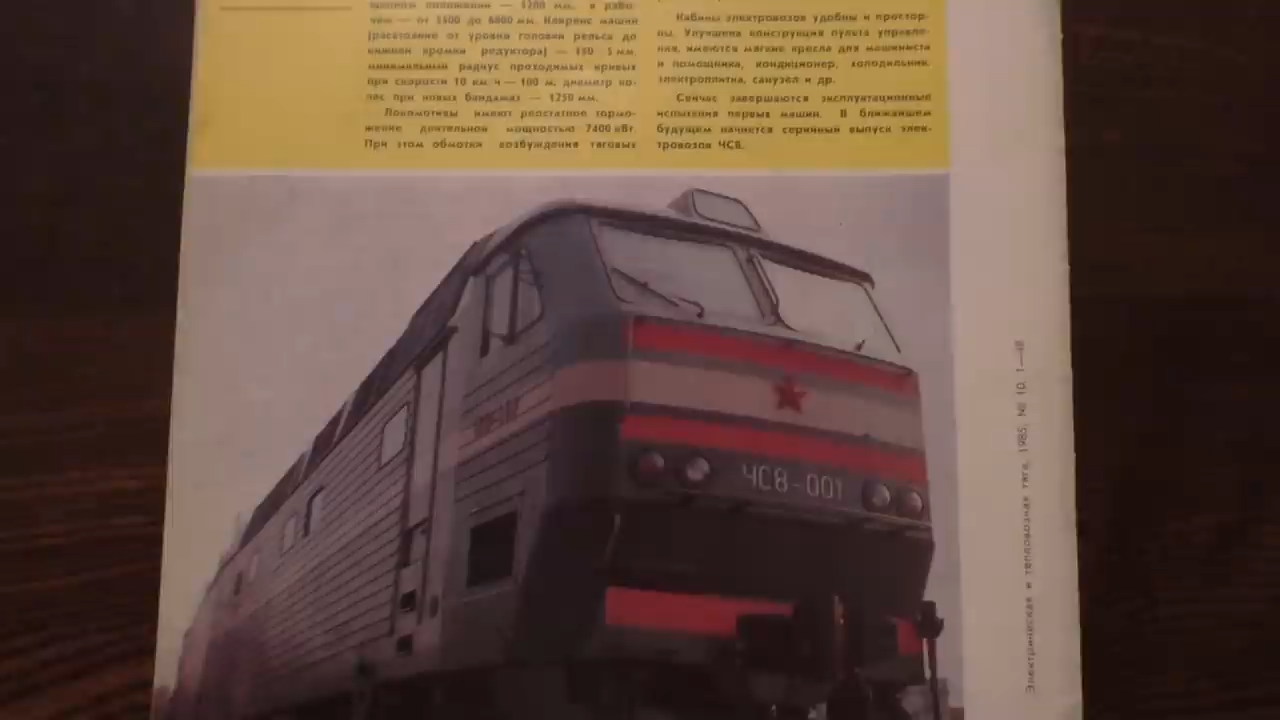 щенном положении — 5200 мм, в рабо-
чем — от 5500 до 6800 мм. Клиренс машин
(расстояние от уровня головки рельса до
нижней кромки редуктора) — 150 5 мм,
минимальный радиус проходимых кривых
при скорости 10 км ч — 100 м, диаметр ко-
лес при новых бандажах — 1250 мм.
Локомотивы имеют реостатное тормо-
жение длительной мощностью 7400 кВт.
При этом обмотки возбуждения тяговых
Кабины электровозов удобны и простор-
ны. Улучшена конструкция пульта управле-
ния, имеются мягкие кресла для машиниста
и помощника, кондиционер, холодильник,
электроплитка, санузел и др.
Сейчас завершаются эксплуатационные
испытания первых машин. В ближайшем
будущем начнется серийный выпуск элек-
тровозов ЧС8.
ЧС8-001
Электрическая и тепловозная тяга, 1985, № 10, 1—48